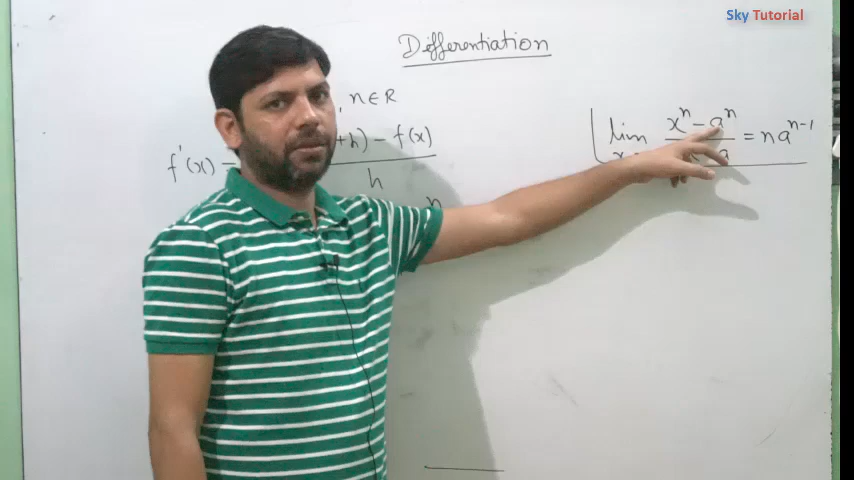 Sky Tutorial
Differentiation
, n∈R
f'(x) +h) − f(x)
h
n
lim xⁿ − aⁿ = naⁿ⁻¹